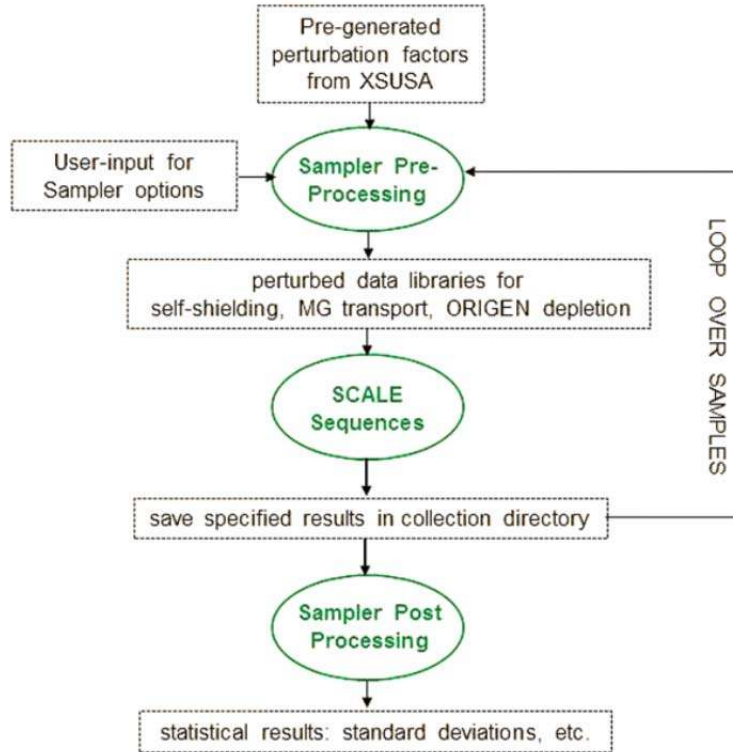 Pre-generated
perturbation factors
from XSUSA
User-input for
Sampler options
Sampler Pre-
Processing
perturbed data libraries for
self-shielding, MG transport, ORIGEN depletion
LOOP OVER SAMPLES
SCALE
Sequences
save specified results in collection directory
Sampler Post
Processing
statistical results: standard deviations, etc.